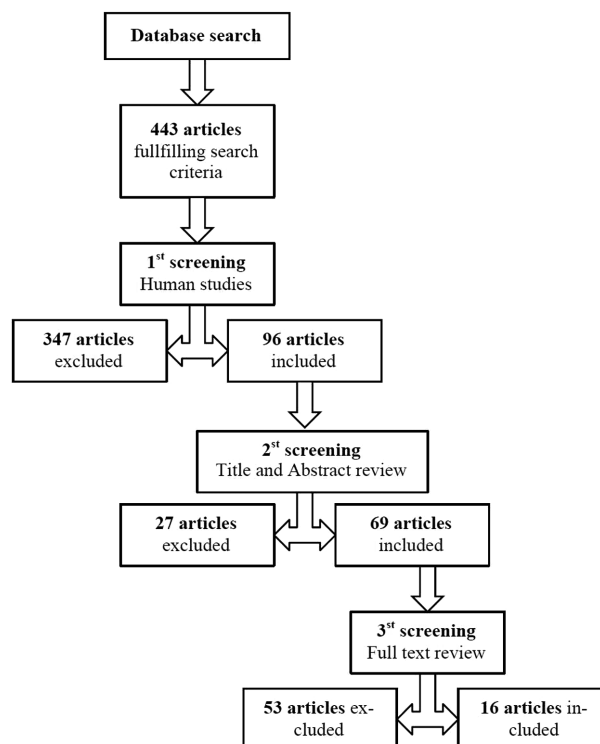 Database search
443 articles
fullfilling search
criteria
1st screening
Human studies
347 articles
excluded
96 articles
included
2st screening
Title and Abstract review
27 articles
excluded
69 articles
included
3st screening
Full text review
53 articles ex-
cluded
16 articles in-
cluded